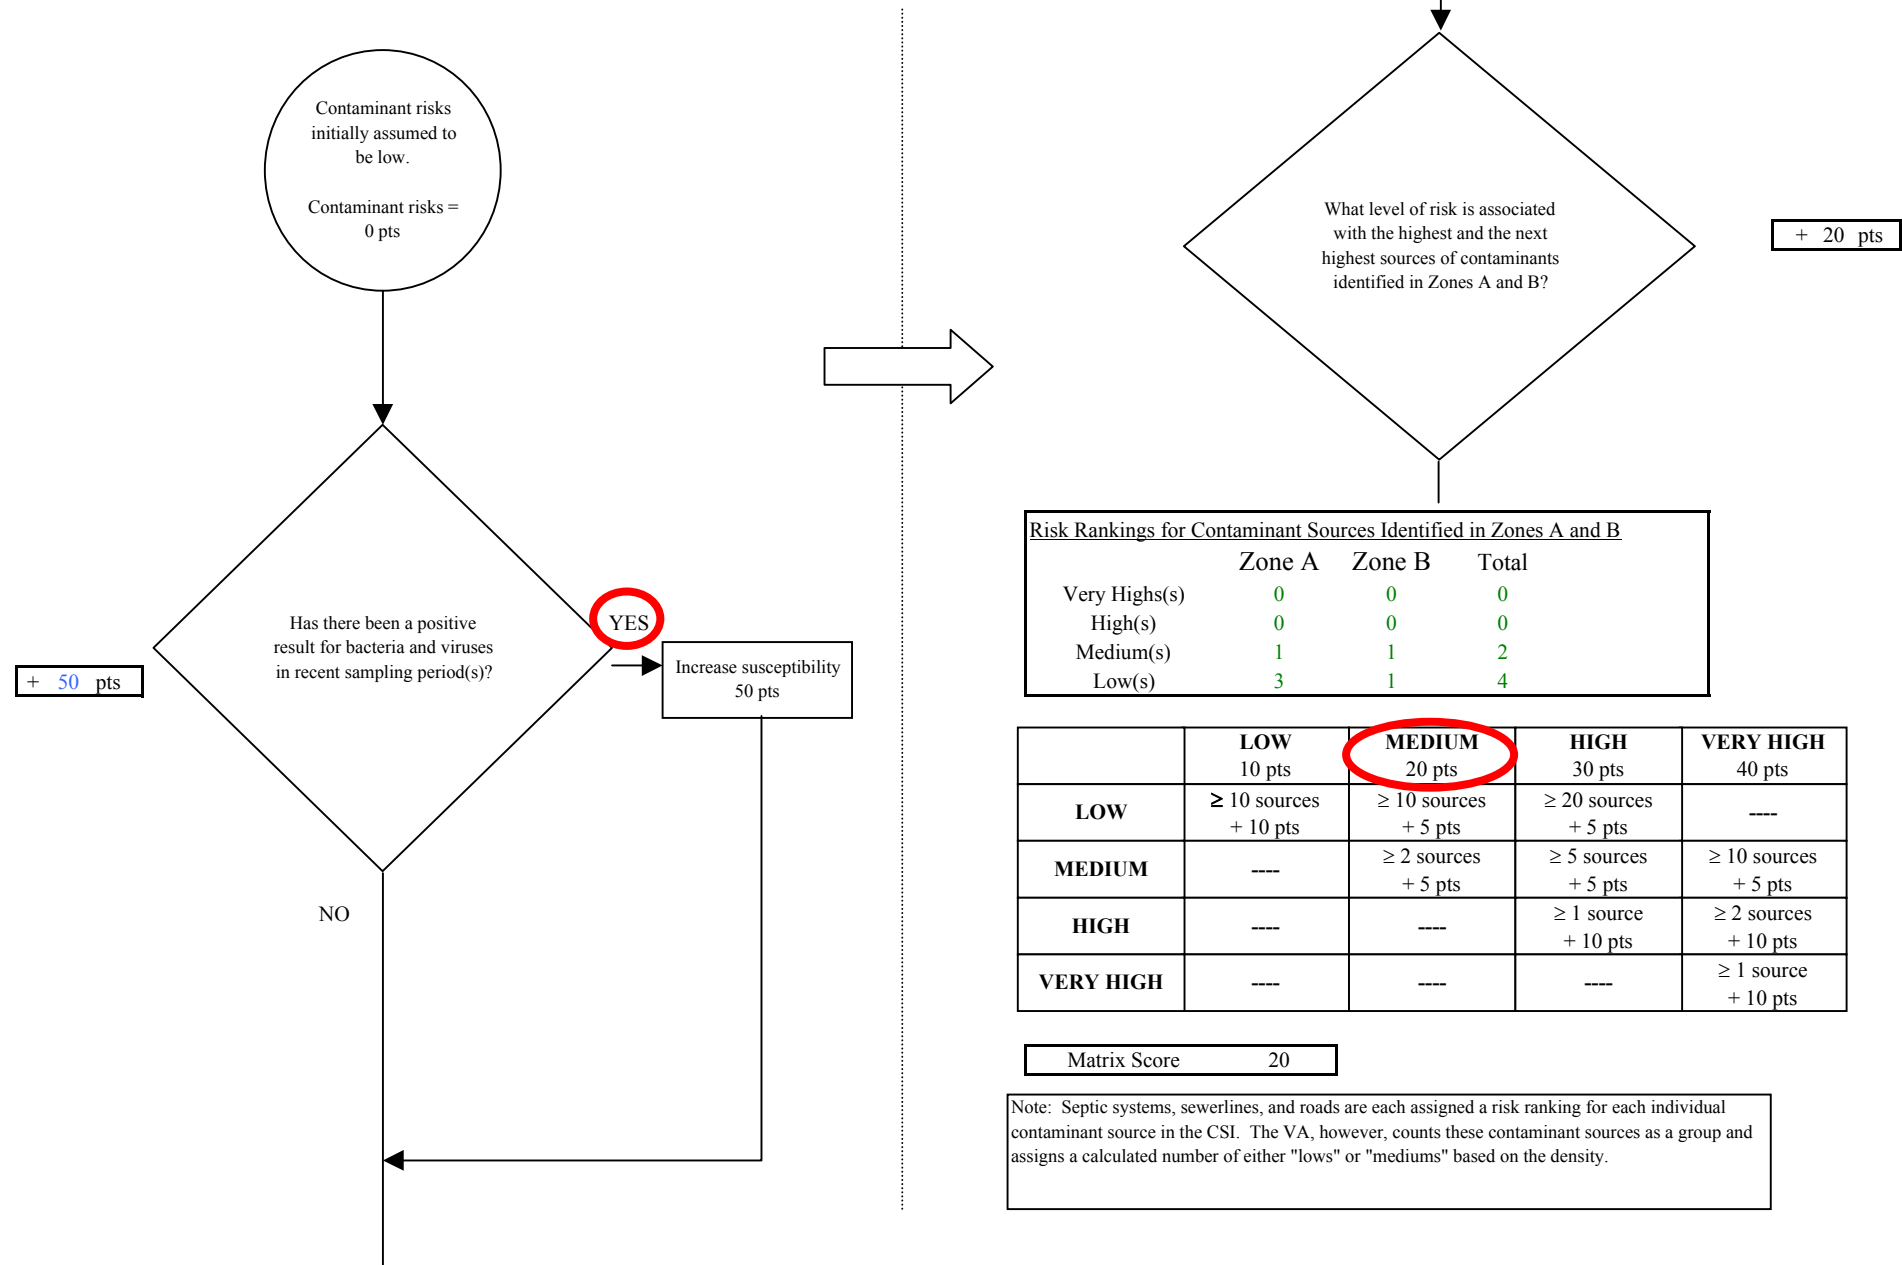 Contaminant risks
initially assumed to
be low.
Contaminant risks =
0 pts
Has there been a positive
result for bacteria and viruses
in recent sampling period(s)?
+ 50 pts
YES
Increase susceptibility
50 pts
NO
What level of risk is associated
with the highest and the next
highest sources of contaminants
identified in Zones A and B?
+ 20 pts
Risk Rankings for Contaminant Sources Identified in Zones A and B
Zone A Zone B Total
Very Highs(s) 0 0 0
High(s) 0 0 0
Medium(s) 1 1 2
Low(s) 3 1 4
LOW MEDIUM HIGH VERY HIGH
10 pts 20 pts 30 pts 40 pts
LOW ≥ 10 sources ≥ 10 sources ≥ 20 sources ----
+ 10 pts + 5 pts + 5 pts
MEDIUM ---- ≥ 2 sources ≥ 5 sources ≥ 10 sources
+ 5 pts + 5 pts + 5 pts
HIGH ---- ---- ≥ 1 source ≥ 2 sources
+ 10 pts + 10 pts
VERY HIGH ---- ---- ---- ≥ 1 source
+ 10 pts
Matrix Score 20
Note: Septic systems, sewerlines, and roads are each assigned a risk ranking for each individual
contaminant source in the CSI. The VA, however, counts these contaminant sources as a group and
assigns a calculated number of either "lows" or "mediums" based on the density.